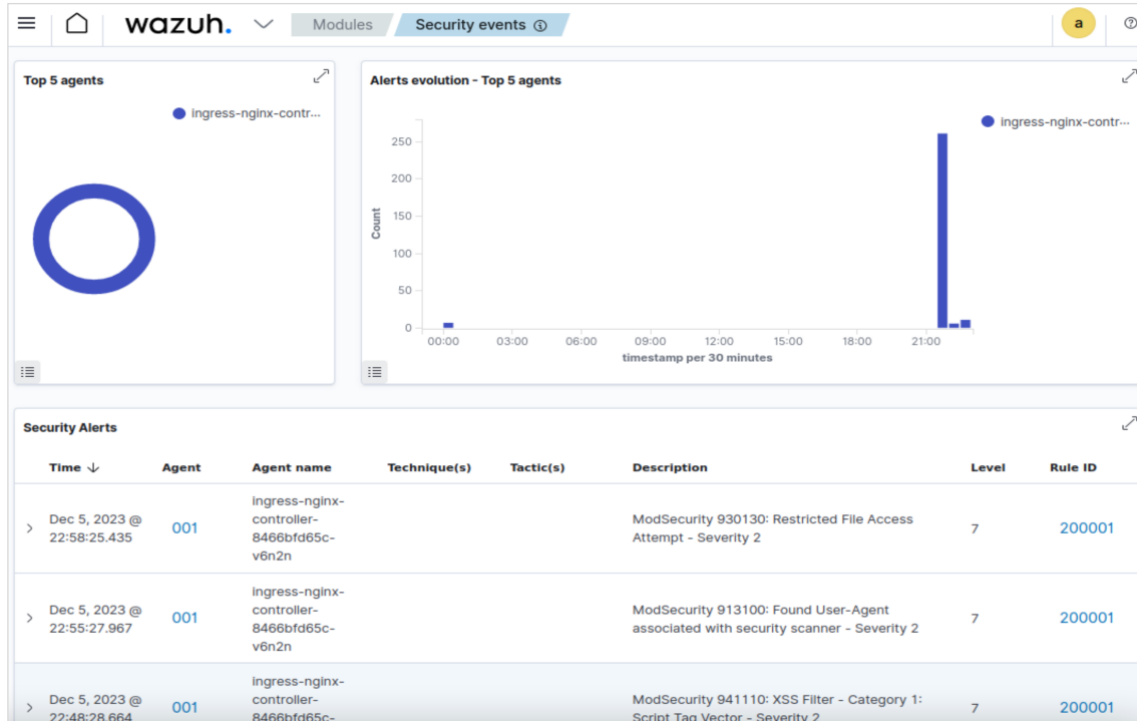 wazuh.
Modules
Security events
a
Top 5 agents
ingress-nginx-contr...
Alerts evolution - Top 5 agents
ingress-nginx-contr...
Count
250
200
150
100
50
0
00:00 03:00 06:00 09:00 12:00 15:00 18:00 21:00
timestamp per 30 minutes
Security Alerts
Time Agent Agent name Technique(s) Tactic(s) Description Level Rule ID
Dec 5, 2023 @
22:58:25.435
001
ingress-nginx-
controller-
8466bfd65c-
v6n2n
ModSecurity 930130: Restricted File Access
Attempt - Severity 2
7
200001
Dec 5, 2023 @
22:55:27.967
001
ingress-nginx-
controller-
8466bfd65c-
v6n2n
ModSecurity 913100: Found User-Agent
associated with security scanner - Severity 2
7
200001
Dec 5, 2023 @
22:48:28.664
001
ingress-nginx-
controller-
8466bfd65c-
ModSecurity 941110: XSS Filter - Category 1:
Script Tag Vector - Severity 2
7
200001